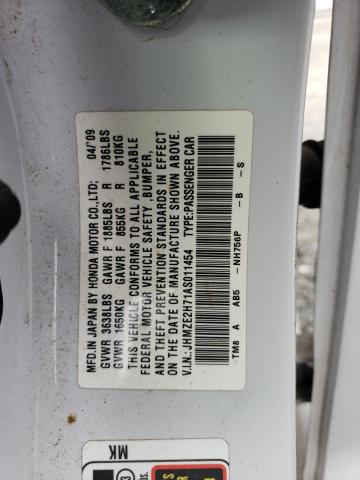 MFD.IN JAPAN BY HONDA MOTOR CO.,LTD; 04/'09
GVWR 3638LBS GAWR F 1885LBS R 1786LBS
GVWR 1650KG GAWR F 855KG R 810KG
THIS VEHICLE CONFORMS TO ALL APPLICABLE
FEDERAL MOTOR VEHICLE SAFETY ,BUMPER,
AND THEFT PREVENTION STANDARDS IN EFFECT
ON THE DATE OF MANUFACTURE SHOWN ABOVE.
V.I.N.: JHMZE2H71AS011454 TYPE:PASSENGER CAR
TM8 A AB5 -NH756P -B -S
MK